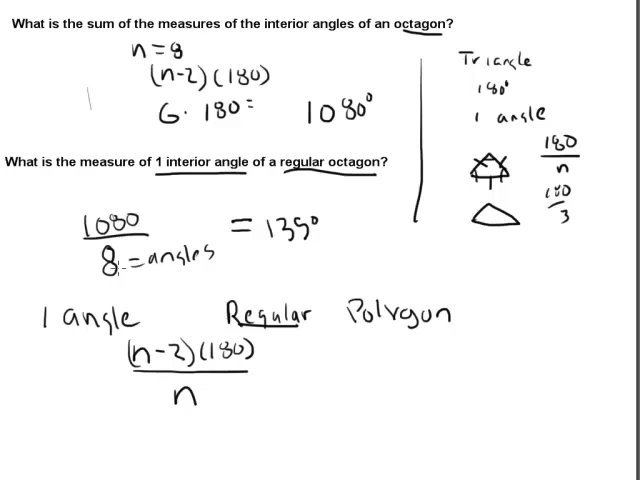 What is the sum of the measures of the interior angles of an octagon?
n = 8
(n-2)(180)
6 · 180 = 1080°
What is the measure of 1 interior angle of a regular octagon?
1080
8 = angles
= 135°
1 angle Regular Polygon
(n-2)(180)
n
Triangle
180°
1 angle
180
n
180
3